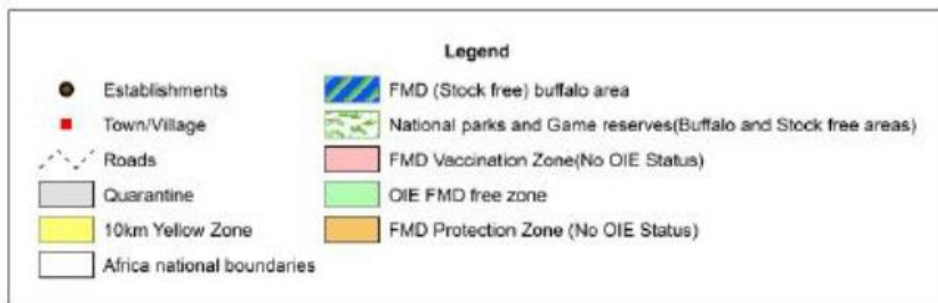 Legend
Establishments
Town/Village
Roads
Quarantine
10km Yellow Zone
Africa national boundaries
FMD (Stock free) buffalo area
National parks and Game reserves(Buffalo and Stock free areas)
FMD Vaccination Zone(No OIE Status)
OIE FMD free zone
FMD Protection Zone (No OIE Status)